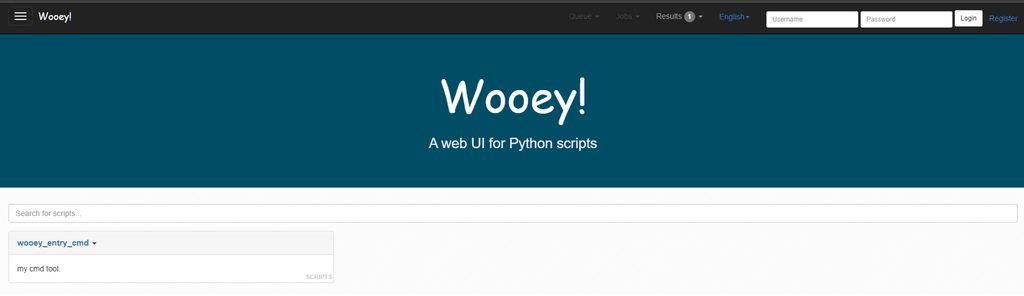 Wooey! Queue Jobs Results 1 English Username Password Login Register
Wooey!
A web UI for Python scripts
Search for scripts...
wooey_entry_cmd
my cmd tool.
SCRIPTS